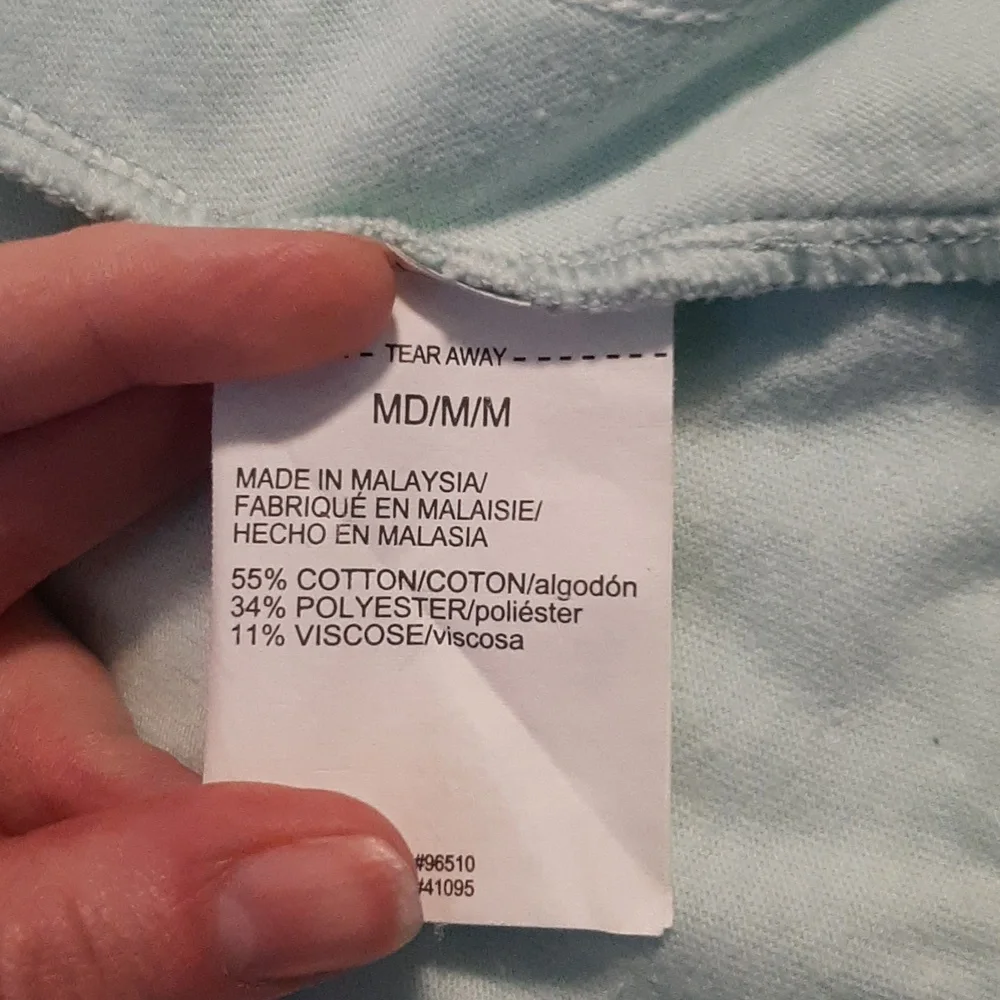 TEAR AWAY
MD/M/M
MADE IN MALAYSIA/
FABRIQUÉ EN MALAISIE/
HECHO EN MALASIA
55% COTTON/COTON/algodón
34% POLYESTER/poliéster
11% VISCOSE/viscosa
#96510
#41095